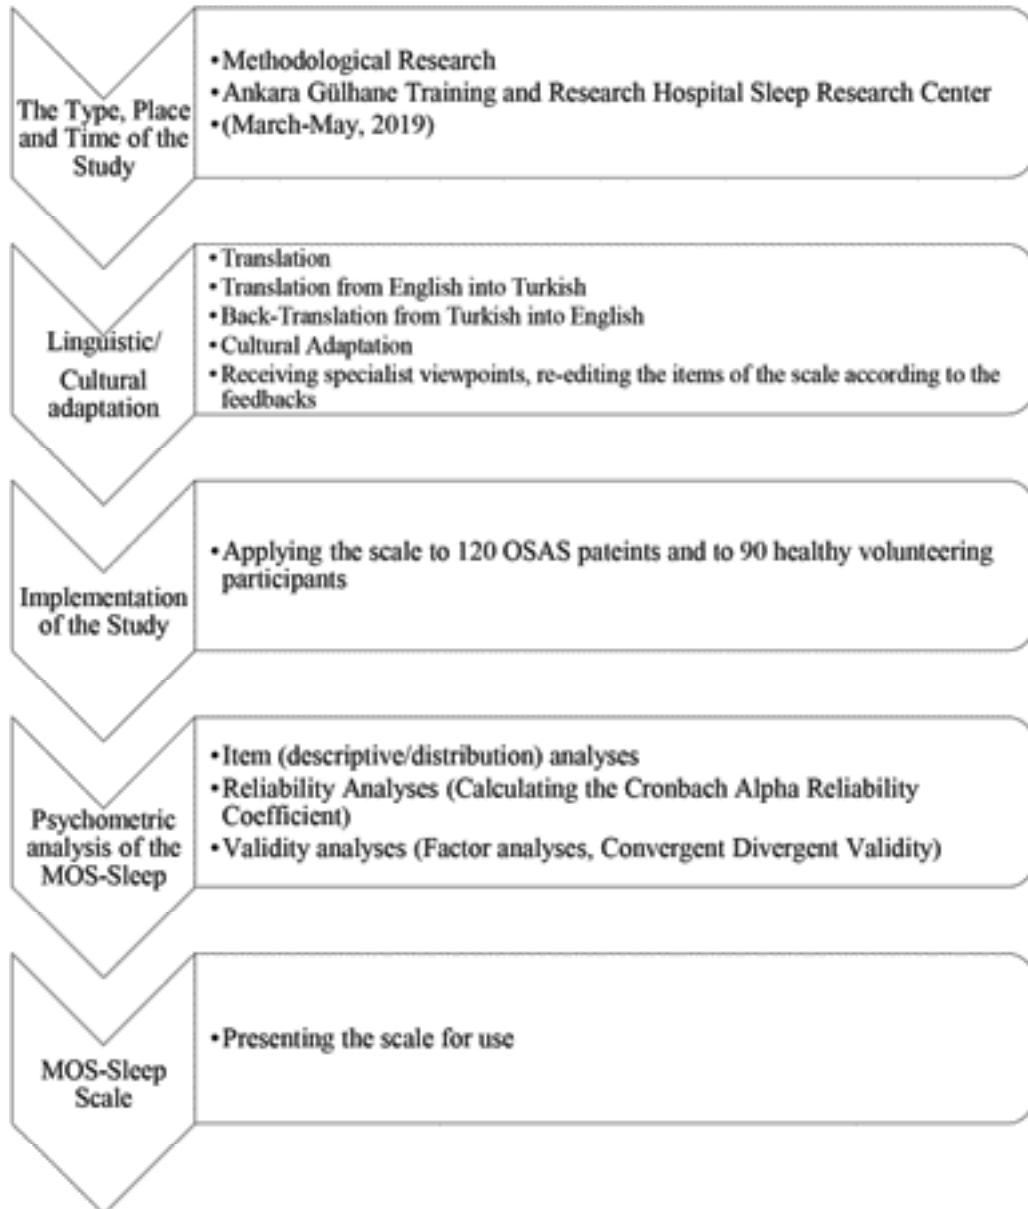 The Type, Place
and Time of the
Study
•Methodological Research
•Ankara Gülhane Training and Research Hospital Sleep Research Center
•(March-May, 2019)
Linguistic/
Cultural
adaptation
•Translation
•Translation from English into Turkish
•Back-Translation from Turkish into English
•Cultural Adaptation
•Receiving specialist viewpoints, re-editing the items of the scale according to the
feedbacks
Implementation
of the Study
•Applying the scale to 120 OSAS pateints and to 90 healthy volunteering
participants
Psychometric
analysis of the
MOS-Sleep
•Item (descriptive/distribution) analyses
•Reliability Analyses (Calculating the Cronbach Alpha Reliability
Coefficient)
•Validity analyses (Factor analyses, Convergent Divergent Validity)
MOS-Sleep
Scale
•Presenting the scale for use